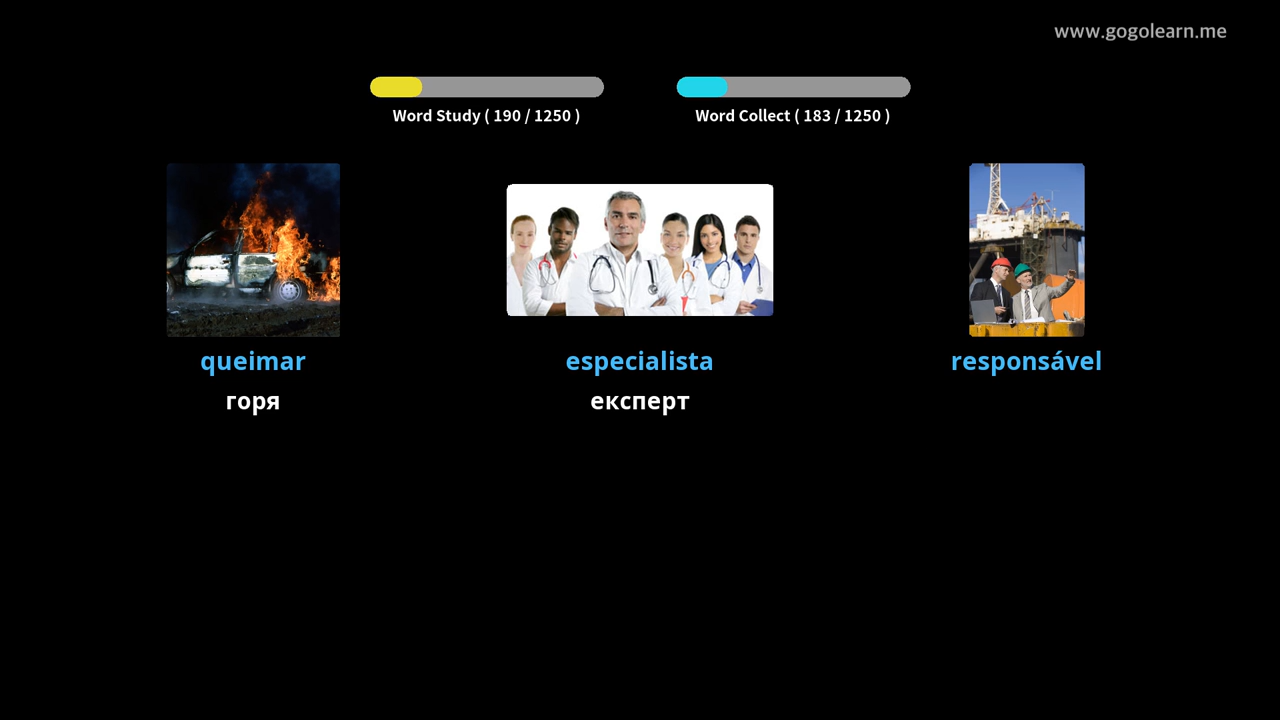 www.gogolearn.me
Word Study ( 190 / 1250 )
Word Collect ( 183 / 1250 )
queimar
especialista
responsável
горя
експерт